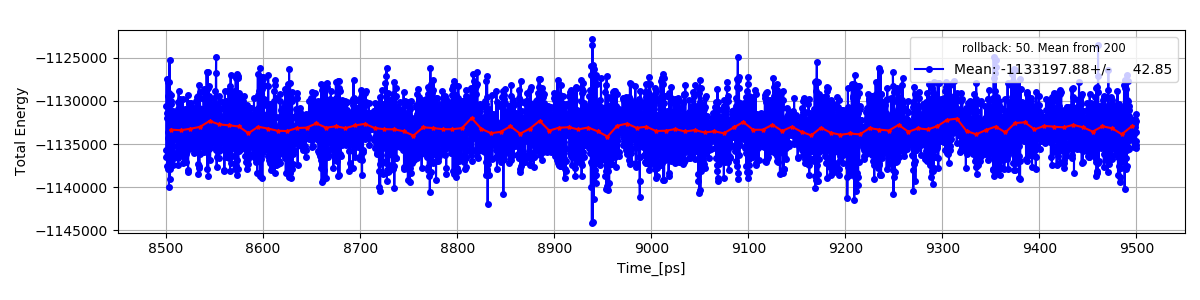 −1125000
−1130000
−1135000
−1140000
−1145000
Total Energy
rollback: 50. Mean from 200
Mean: -1133197.88+/- 42.85
8500 8600 8700 8800 8900 9000 9100 9200 9300 9400 9500
Time_[ps]